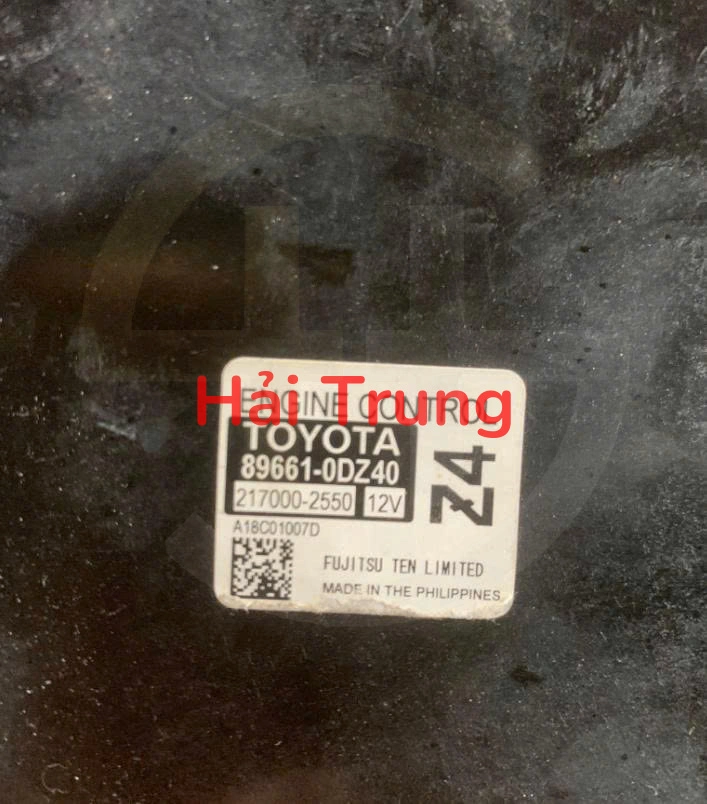 Hải Trung
ENGINE CONTROL
TOYOTA
89661-0DZ40
217000-2550 12V
Z4
A18C01007D
FUJITSU TEN LIMITED
MADE IN THE PHILIPPINES